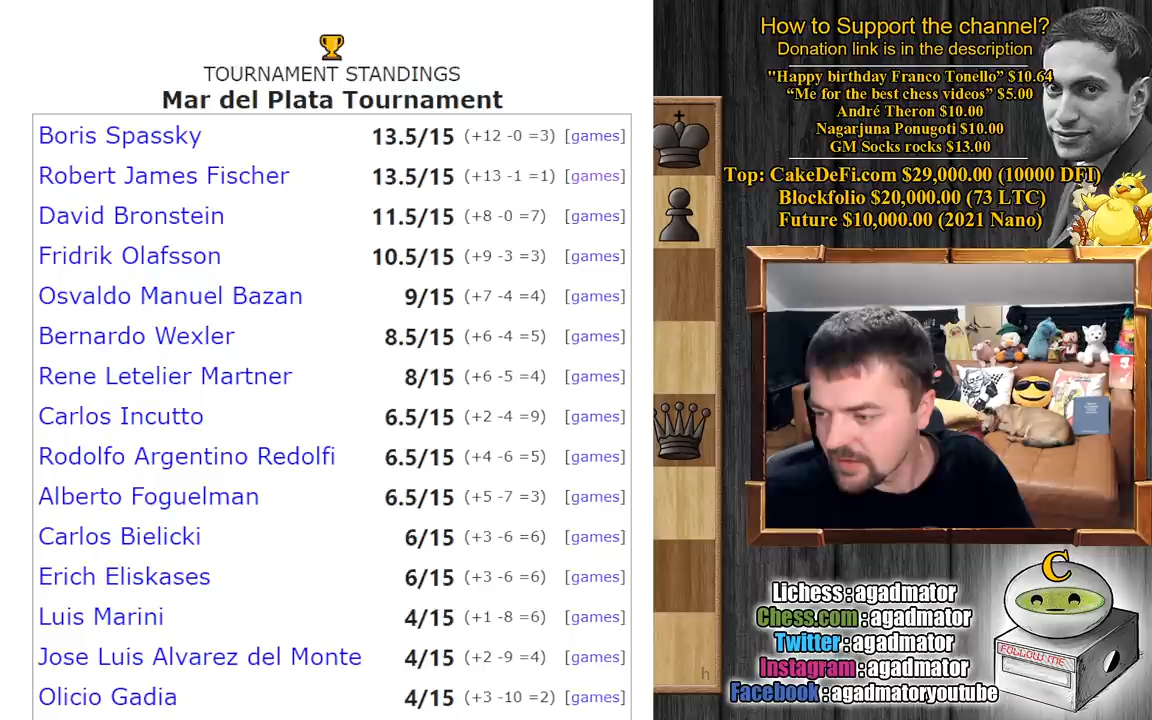 TOURNAMENT STANDINGS
Mar del Plata Tournament
Boris Spassky 13.5/15 (+12 -0 =3) [games]
Robert James Fischer 13.5/15 (+13 -1 =1) [games]
David Bronstein 11.5/15 (+8 -0 =7) [games]
Fridrik Olafsson 10.5/15 (+9 -3 =3) [games]
Osvaldo Manuel Bazan 9/15 (+7 -4 =4) [games]
Bernardo Wexler 8.5/15 (+6 -4 =5) [games]
Rene Letelier Martner 8/15 (+6 -5 =4) [games]
Carlos Incutto 6.5/15 (+2 -4 =9) [games]
Rodolfo Argentino Redolfi 6.5/15 (+4 -6 =5) [games]
Alberto Foguelman 6.5/15 (+5 -7 =3) [games]
Carlos Bielicki 6/15 (+3 -6 =6) [games]
Erich Eliskases 6/15 (+3 -6 =6) [games]
Luis Marini 4/15 (+1 -8 =6) [games]
Jose Luis Alvarez del Monte 4/15 (+2 -9 =4) [games]
Olicio Gadia 4/15 (+3 -10 =2) [games]
h
How to Support the channel?
Donation link is in the description
"Happy birthday Franco Tonello” $10.64
“Me for the best chess videos” $5.00
André Theron $10.00
Nagarjuna Ponugoti $10.00
GM Socks rocks $13.00
Top: CakeDeFi.com $29,000.00 (10000 DFI)
Blockfolio $20,000.00 (73 LTC)
Future $10,000.00 (2021 Nano)
Lichess:agadmator
Chess.com:agadmator
Twitter:agadmator
Instagram:agadmator
Facebook:agadmatoryoutube
C
FOLLOW ME